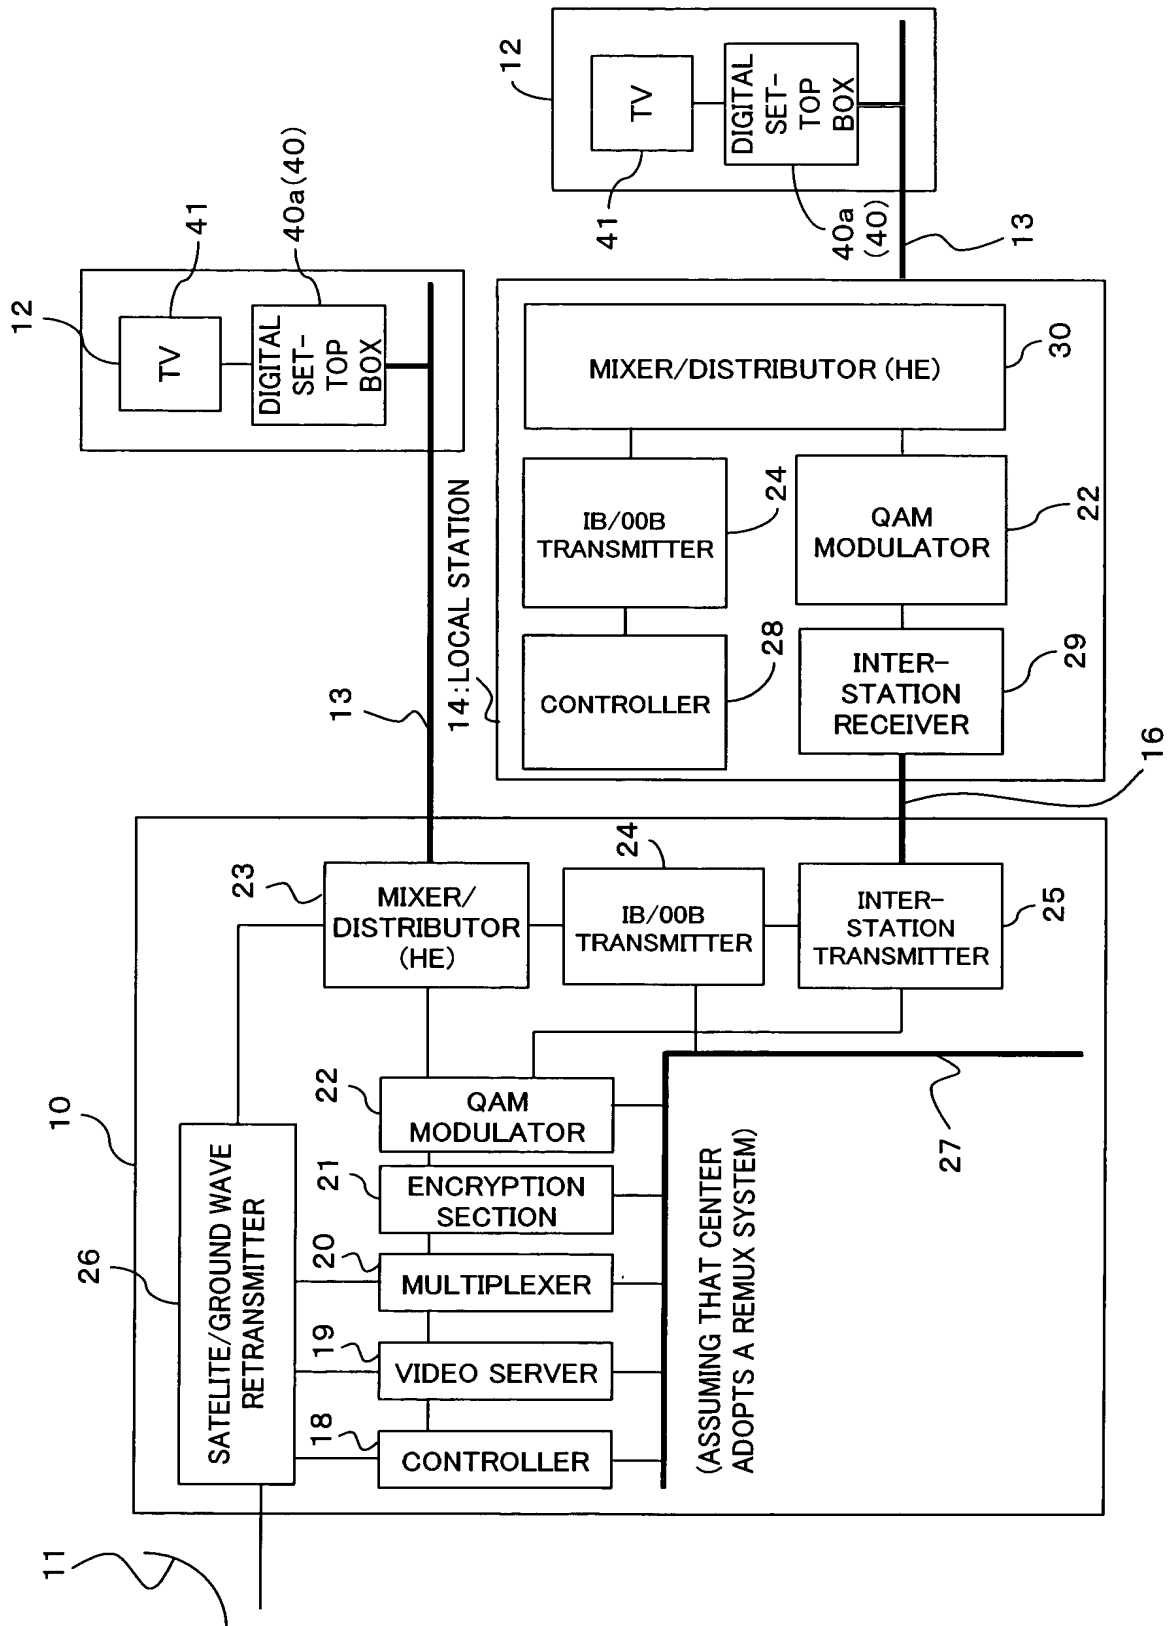 11
10
26
SATELITE/GROUND WAVE
RETRANSMITTER
18
CONTROLLER
19
VIDEO SERVER
20
MULTIPLEXER
21
ENCRYPTION
SECTION
22
QAM
MODULATOR
23
MIXER/
DISTRIBUTOR
(HE)
24
IB/00B
TRANSMITTER
25
INTER-
STATION
TRANSMITTER
27
(ASSUMING THAT CENTER
ADOPTS A REMUX SYSTEM)
13
12
TV
41
DIGITAL
SET-
TOP
BOX
40a(40)
16
14:LOCAL STATION
CONTROLLER
28
IB/00B
TRANSMITTER
24
INTER-
STATION
RECEIVER
29
QAM
MODULATOR
22
MIXER/DISTRIBUTOR(HE)
30
13
12
TV
41
DIGITAL
SET-
TOP
BOX
40a
(40)